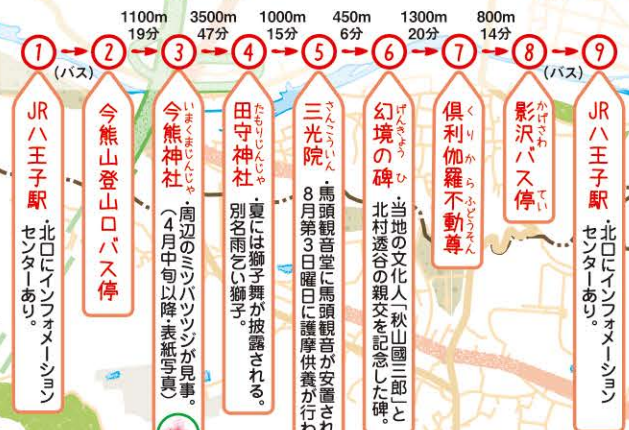 1100m
19分
3500m
47分
1000m
15分
450m
6分
1300m
20分
800m
14分
1
(バス)
2
3
4
5
6
7
8
(バス)
9
JR八王子駅
・北口にインフォメーション
センターあり。
今熊山登山口バス停
いまくまじんじゃ
今熊神社
・周辺のミツバツツジが見事。
(4月中旬以降・表紙写真)
たもりじんじゃ
田守神社
・夏には獅子舞が披露される。
別名雨乞い獅子。
さんこういん
三光院
・馬頭観音堂に馬頭観音が安置され
8月第3日曜日に護摩供養が行わ
げんきょう ひ
幻境の碑
・当地の文化人「秋山國三郎」と
北村透谷の親交を記念した碑。
くりからふどうそん
倶利伽羅不動尊
かげさわ てい
影沢バス停
JR八王子駅
・北口にインフォメーション
センターあり。